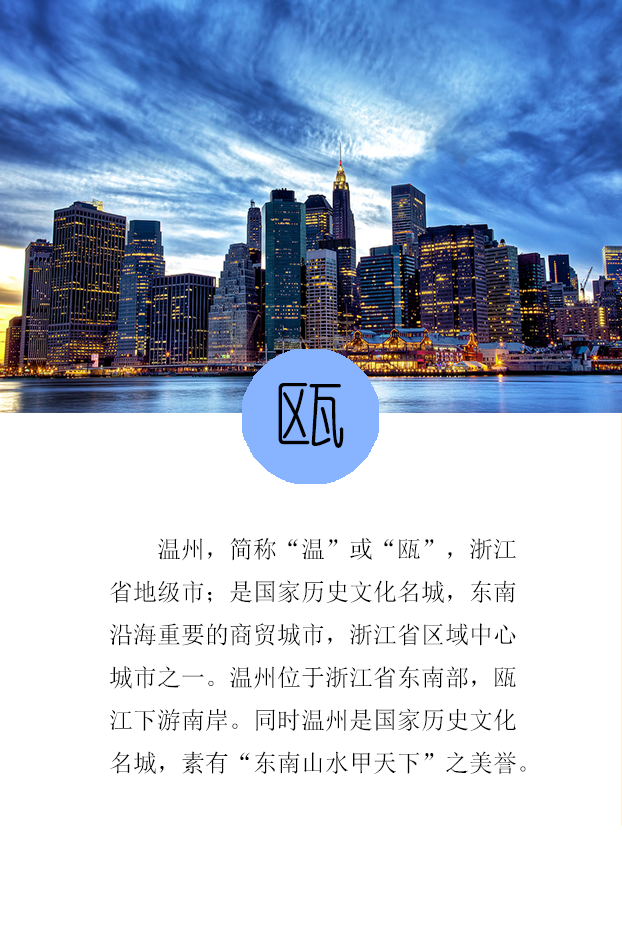 瓯
温州，简称“温”或“瓯”，浙江
省地级市；是国家历史文化名城，东南
沿海重要的商贸城市，浙江省区域中心
城市之一。温州位于浙江省东南部，瓯
江下游南岸。同时温州是国家历史文化
名城，素有“东南山水甲天下”之美誉。